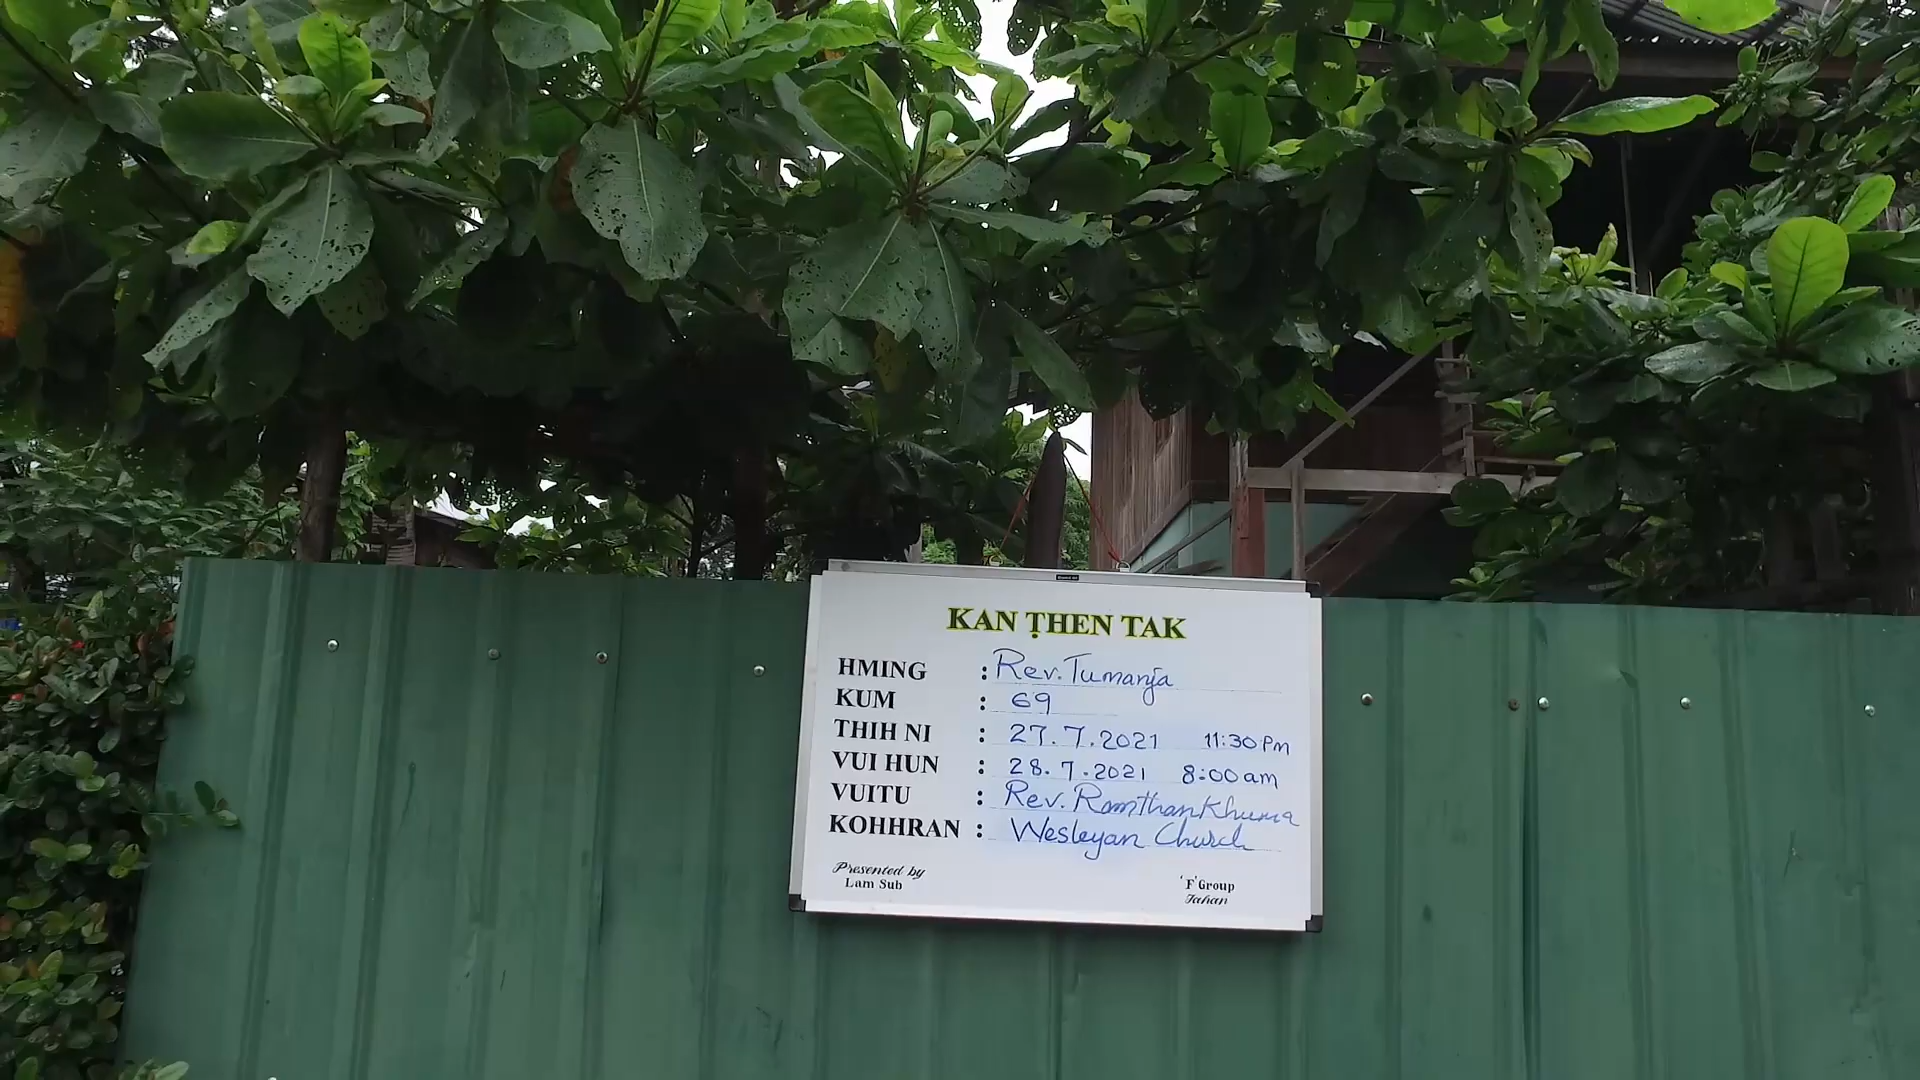 KAN ṬHEN TAK
HMING : Rev. Tumanja
KUM : 69
THIH NI : 27.7.2021 11:30 Pm
VUI HUN : 28.7.2021 8:00 am
VUITU : Rev. Ramthankhuma
KOHHRAN : Wesleyan Church
Presented by
Lam Sub
'F' Group
Tahan